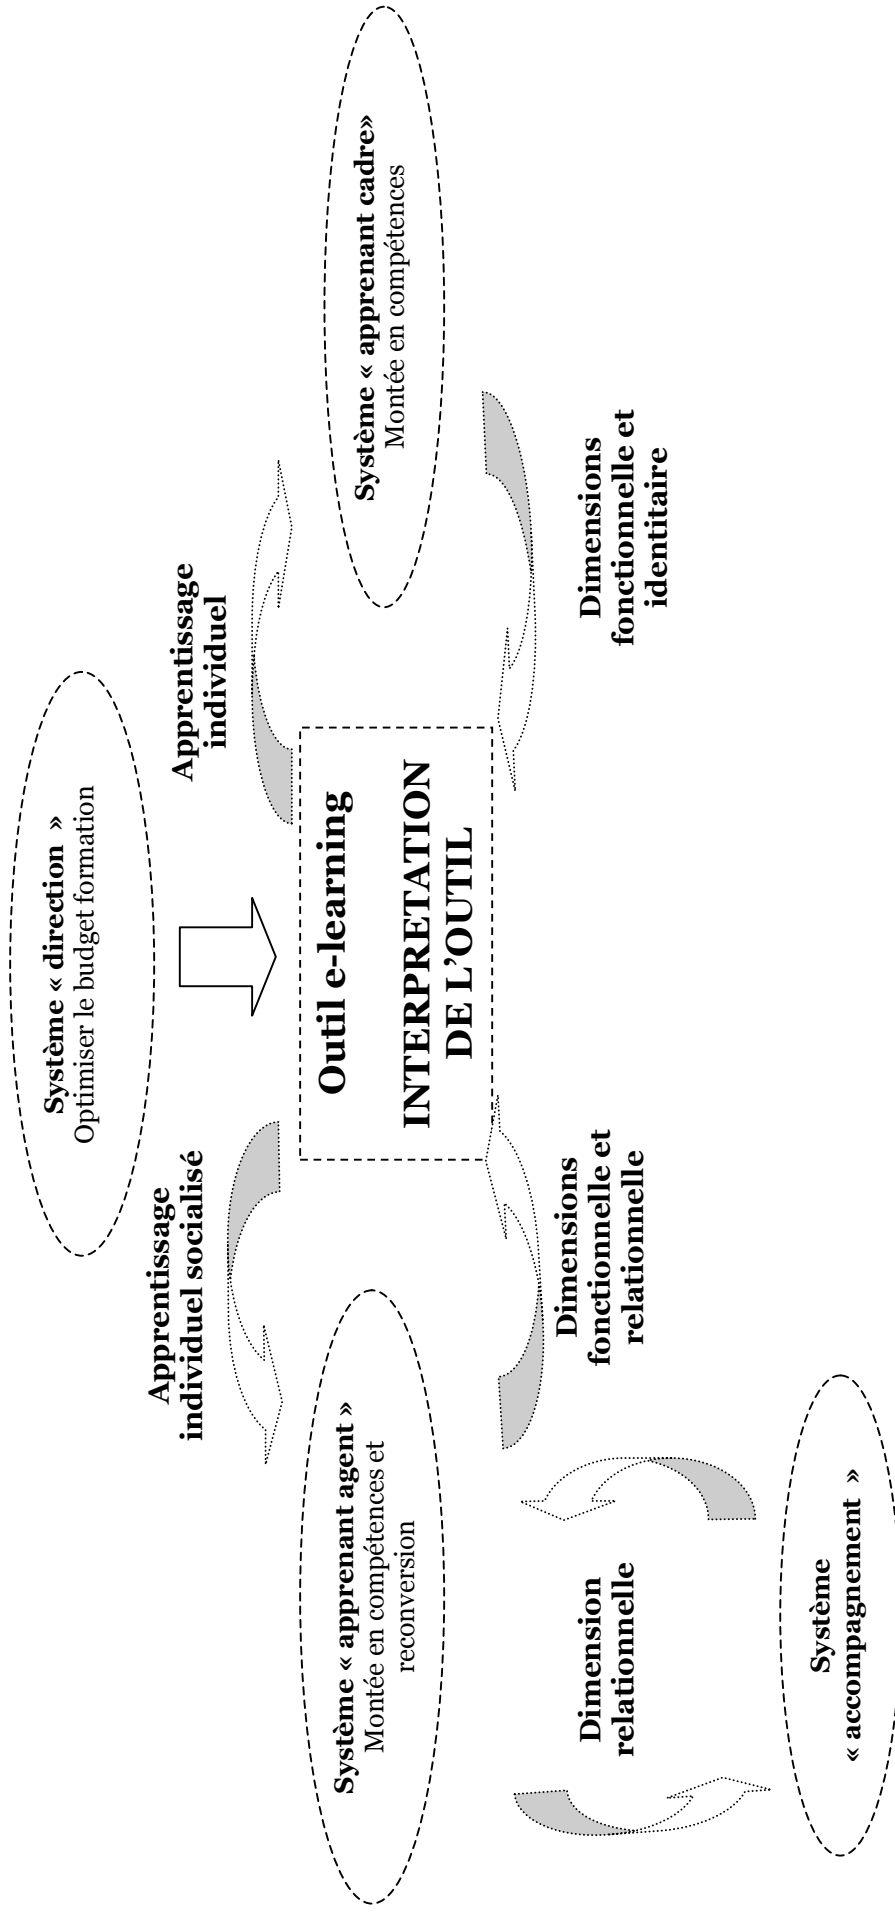 Système « direction  »
Optimiser le budget formation
Apprentissage
individuel socialisé
Apprentissage
individuel
Système « apprenant agent »
Montée en compétences et
reconversion
Outil e-learning
INTERPRETATION
DE L’OUTIL
Système « apprenant cadre»
Montée en compétences
Dimensions
fonctionnelle et
relationnelle
Dimensions
fonctionnelle et
identitaire
Dimension
relationnelle
Système
« accompagnement  »